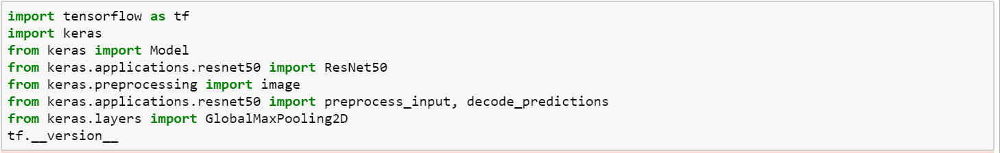 import tensorflow as tf
import keras
from keras import Model
from keras.applications.resnet50 import ResNet50
from keras.preprocessing import image
from keras.applications.resnet50 import preprocess_input, decode_predictions
from keras.layers import GlobalMaxPooling2D
tf.__version__